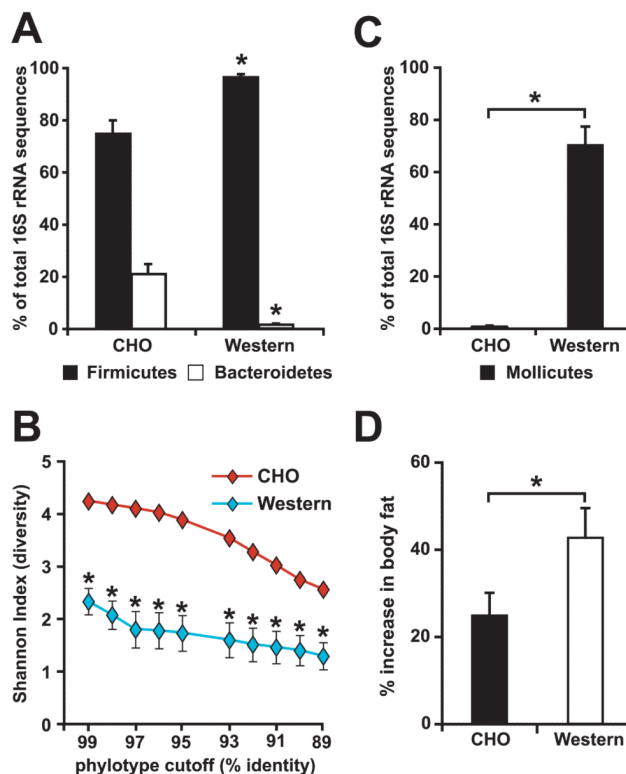 A
% of total 16S rRNA sequences
100
80
60
40
20
0
*
*
CHO
Western
Firmicutes
Bacteroidetes
C
% of total 16S rRNA sequences
100
80
60
40
20
0
*
CHO
Western
Mollicutes
B
Shannon Index (diversity)
5
4
3
2
1
0
CHO
Western
* * * * * * * * * *
99 97 95 93 91 89
phylotype cutoff (% identity)
D
% increase in body fat
60
40
20
0
*
CHO
Western